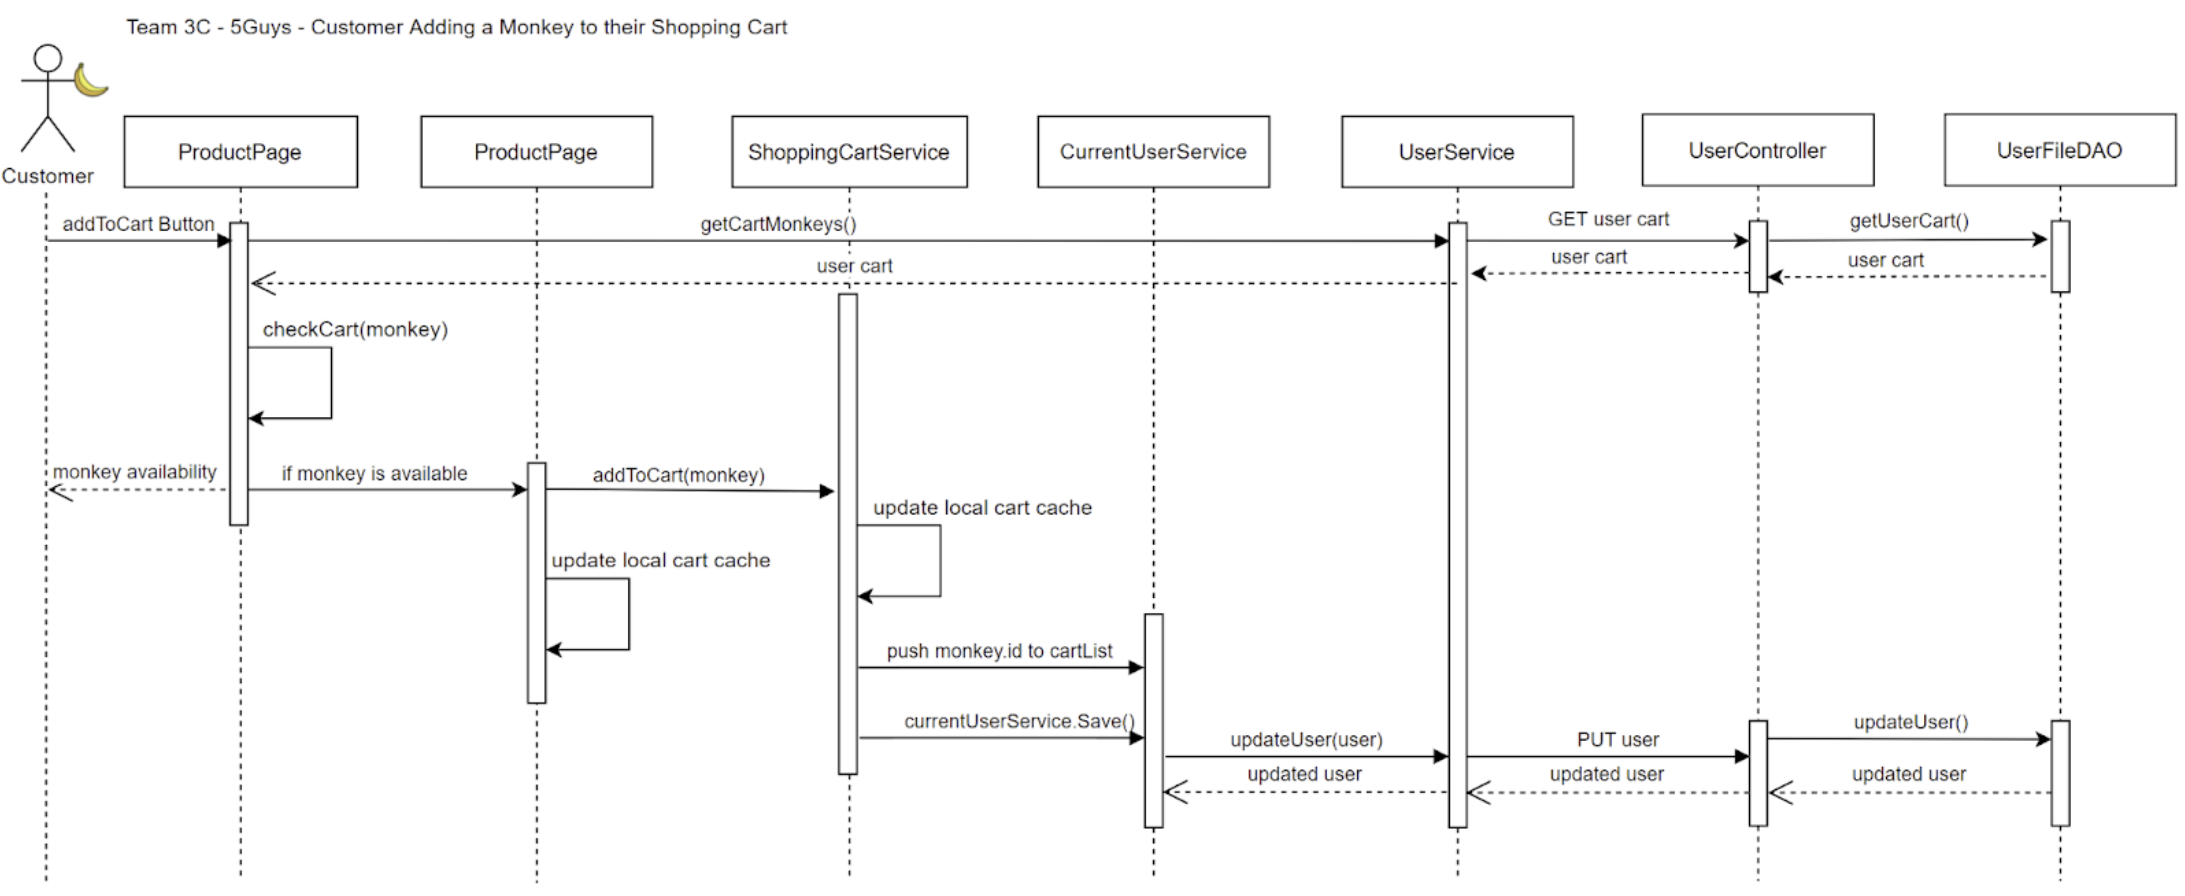 Team 3C - 5Guys - Customer Adding a Monkey to their Shopping Cart
Customer
ProductPage
ProductPage
ShoppingCartService
CurrentUserService
UserService
UserController
UserFileDAO
addToCart Button
getCartMonkeys()
GET user cart
getUserCart()
user cart
user cart
user cart
checkCart(monkey)
monkey availability
if monkey is available
addToCart(monkey)
update local cart cache
update local cart cache
push monkey.id to cartList
currentUserService.Save()
updateUser(user)
PUT user
updateUser()
updated user
updated user
updated user